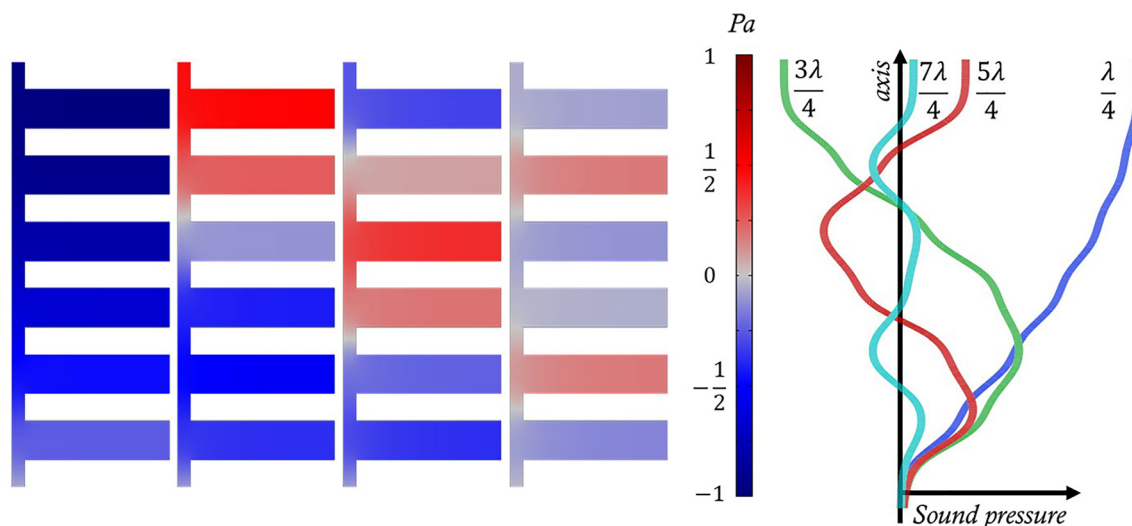 Pa
1
1/2
0
-1/2
-1
axis
3λ/4
7λ/4
5λ/4
λ/4
Sound pressure